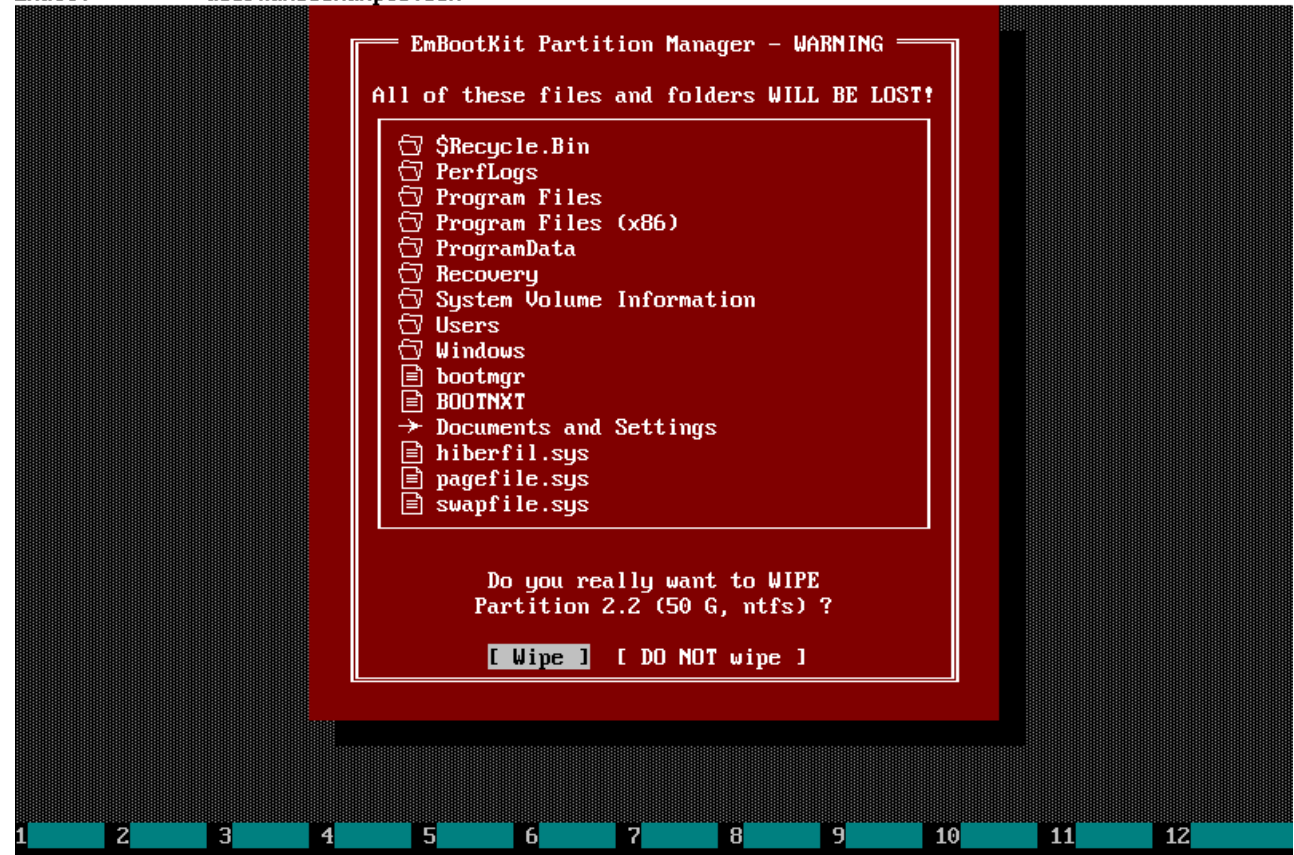 EmBootKit Partition Manager - WARNING
All of these files and folders WILL BE LOST!
$Recycle.Bin
PerfLogs
Program Files
Program Files (x86)
ProgramData
Recovery
System Volume Information
Users
Windows
bootmgr
BOOTNXT
Documents and Settings
hiberfil.sys
pagefile.sys
swapfile.sys
Do you really want to WIPE
Partition 2.2 (50 G, ntfs) ?
[ Wipe ] [ DO NOT wipe ]
1 2 3 4 5 6 7 8 9 10 11 12